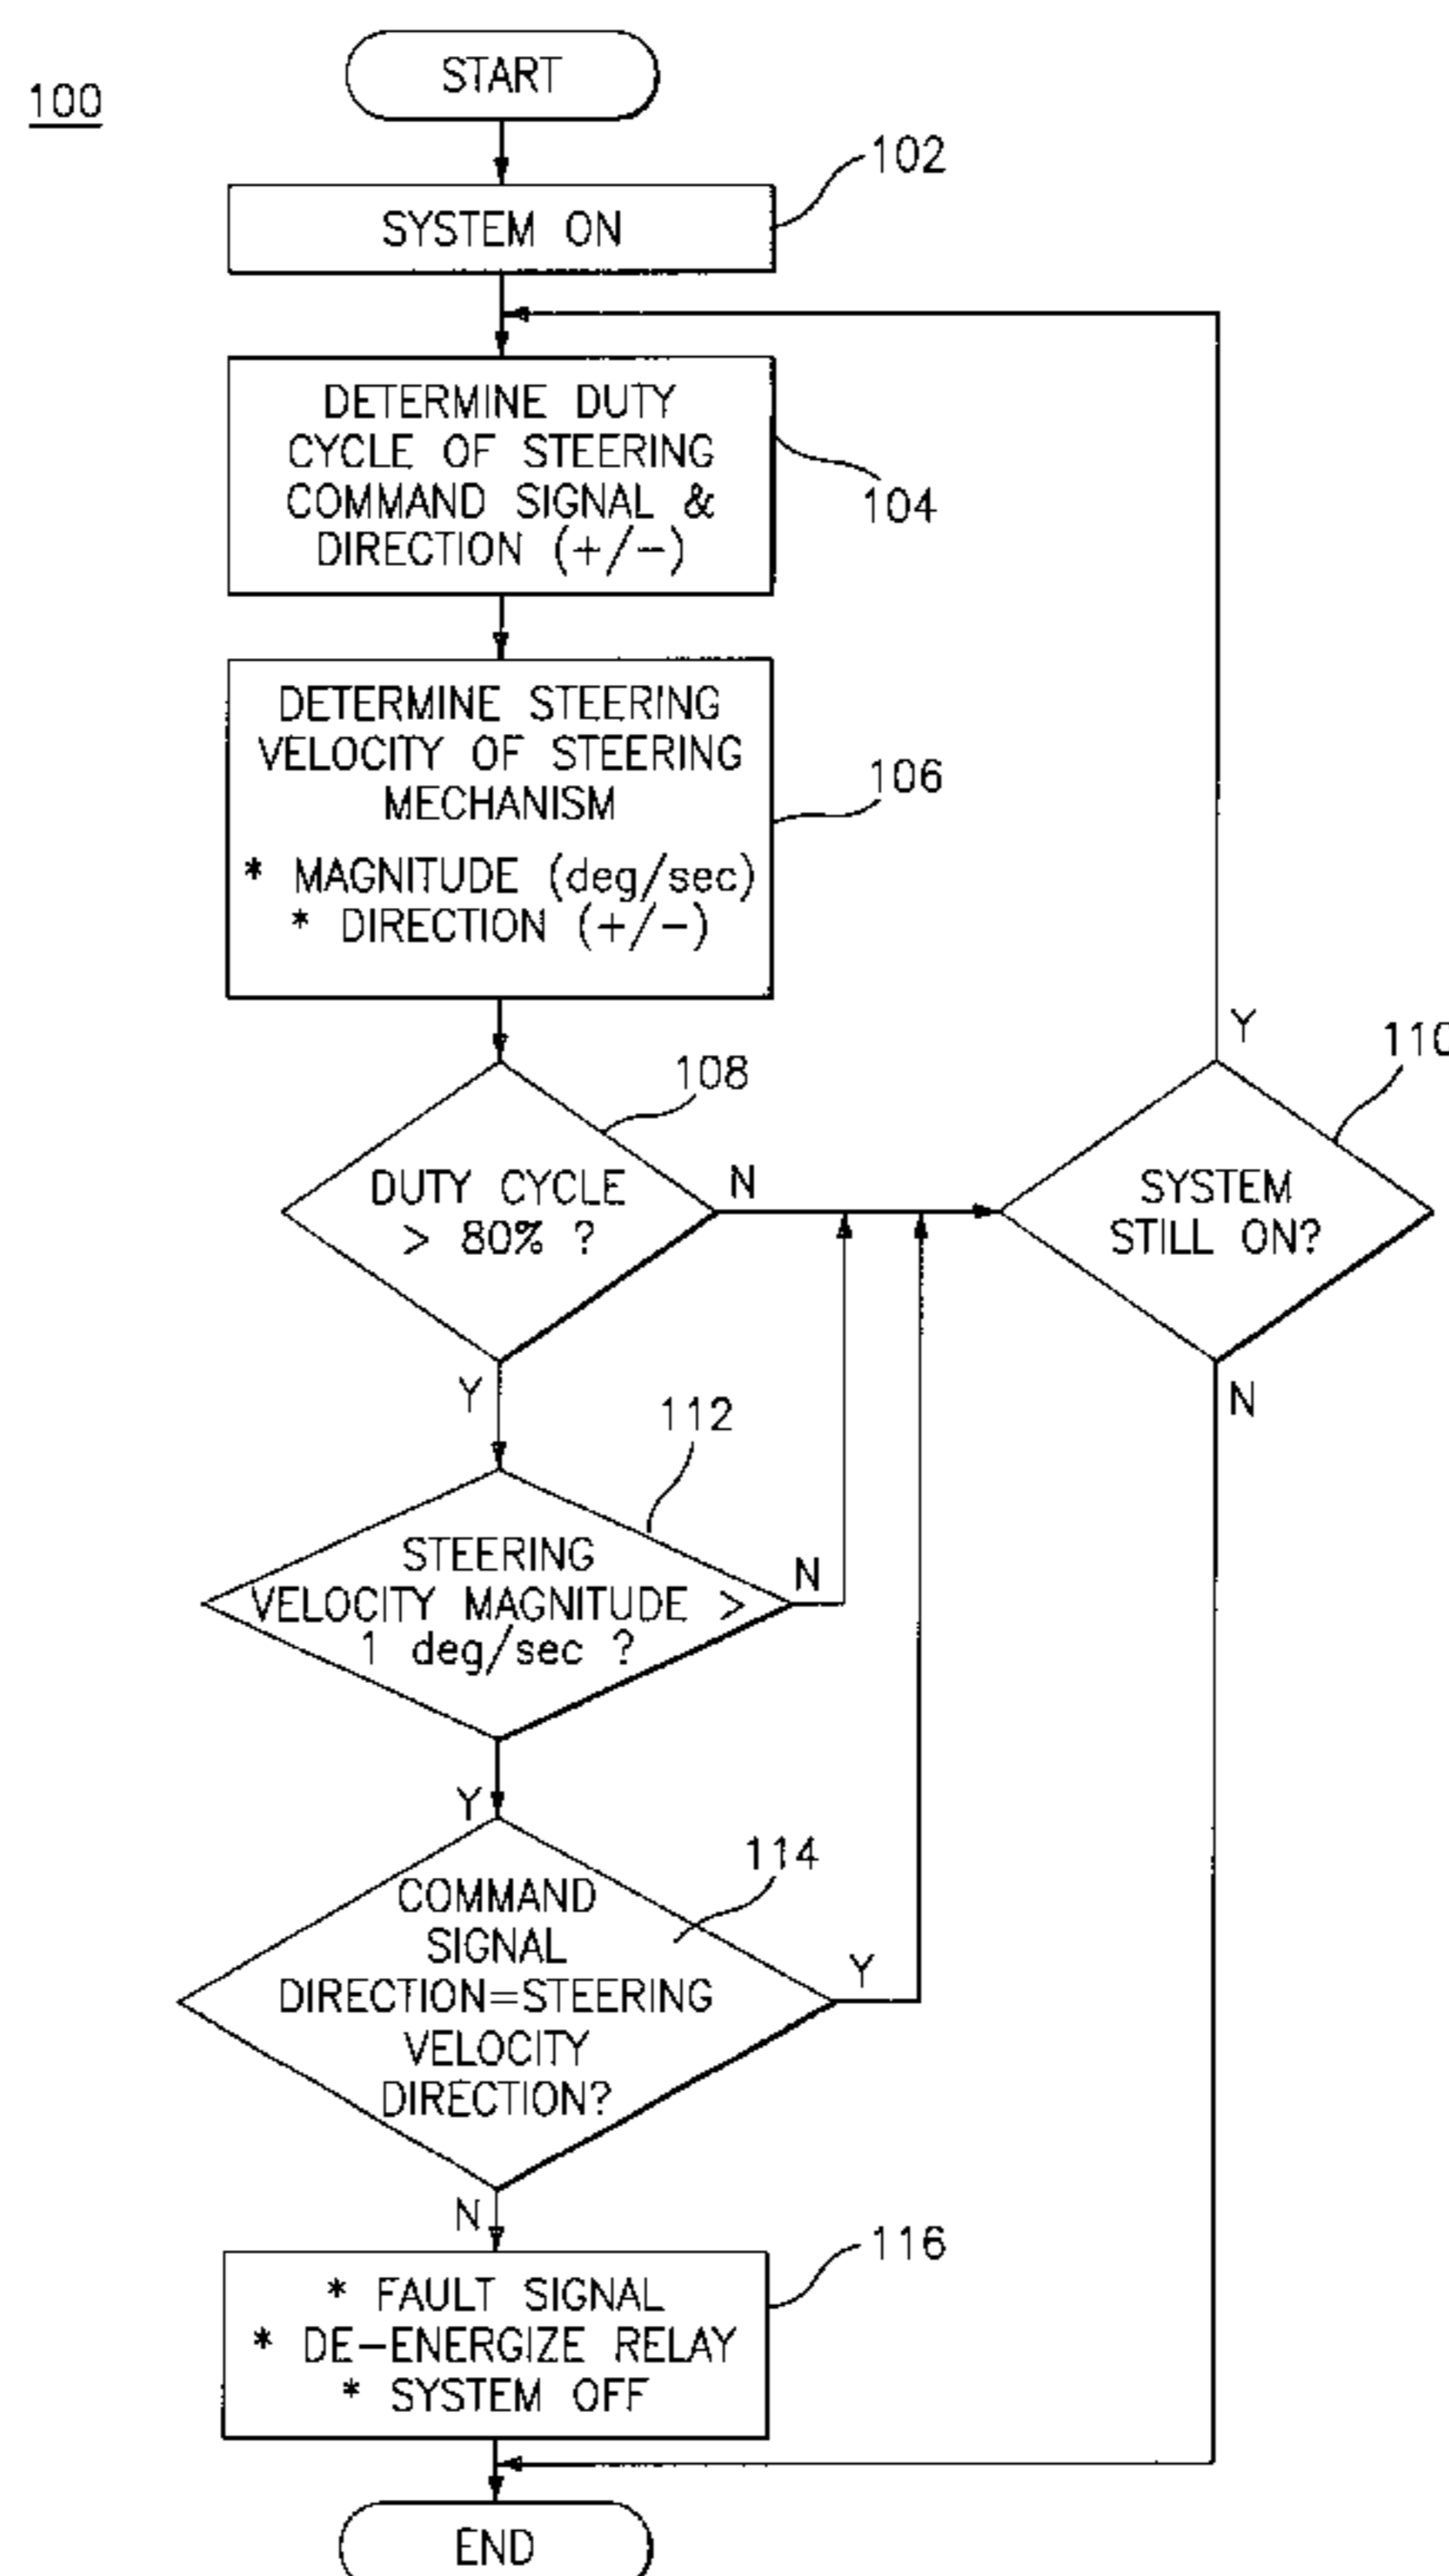 100
START
102
SYSTEM ON
DETERMINE DUTY
CYCLE OF STEERING
COMMAND SIGNAL &
DIRECTION (+/-)
104
DETERMINE STEERING
VELOCITY OF STEERING
MECHANISM
* MAGNITUDE (deg/sec)
* DIRECTION (+/-)
106
108
DUTY CYCLE
> 80% ?
N
Y
Y
110
SYSTEM
STILL ON?
N
112
STEERING
VELOCITY MAGNITUDE >
1 deg/sec ?
N
Y
114
COMMAND
SIGNAL
DIRECTION=STEERING
VELOCITY
DIRECTION?
Y
N
116
* FAULT SIGNAL
* DE-ENERGIZE RELAY
* SYSTEM OFF
END